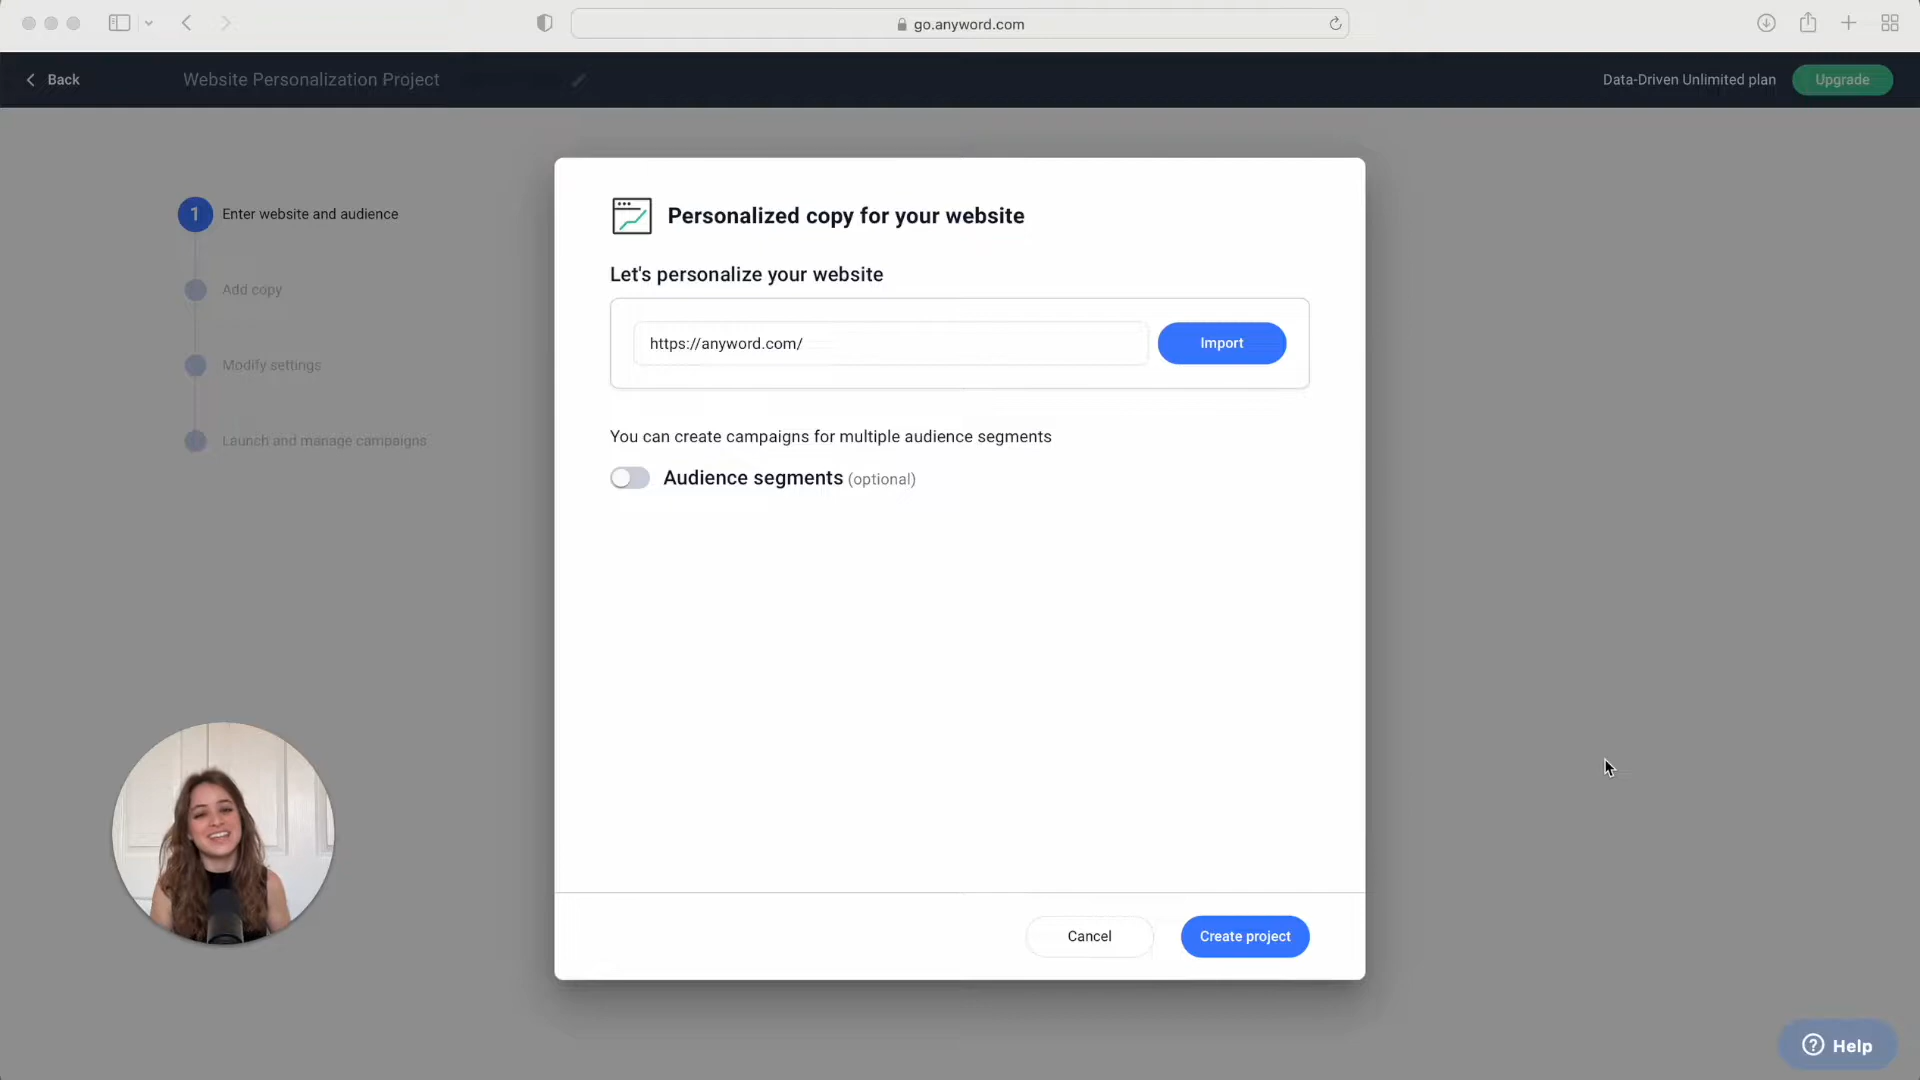 go.anyword.com
Back
Website Personalization Project
Data-Driven Unlimited plan
Upgrade
1 Enter website and audience
Add copy
Modify settings
Launch and manage campaigns
Personalized copy for your website
Let's personalize your website
https://anyword.com/
Import
You can create campaigns for multiple audience segments
Audience segments (optional)
Cancel
Create project
? Help